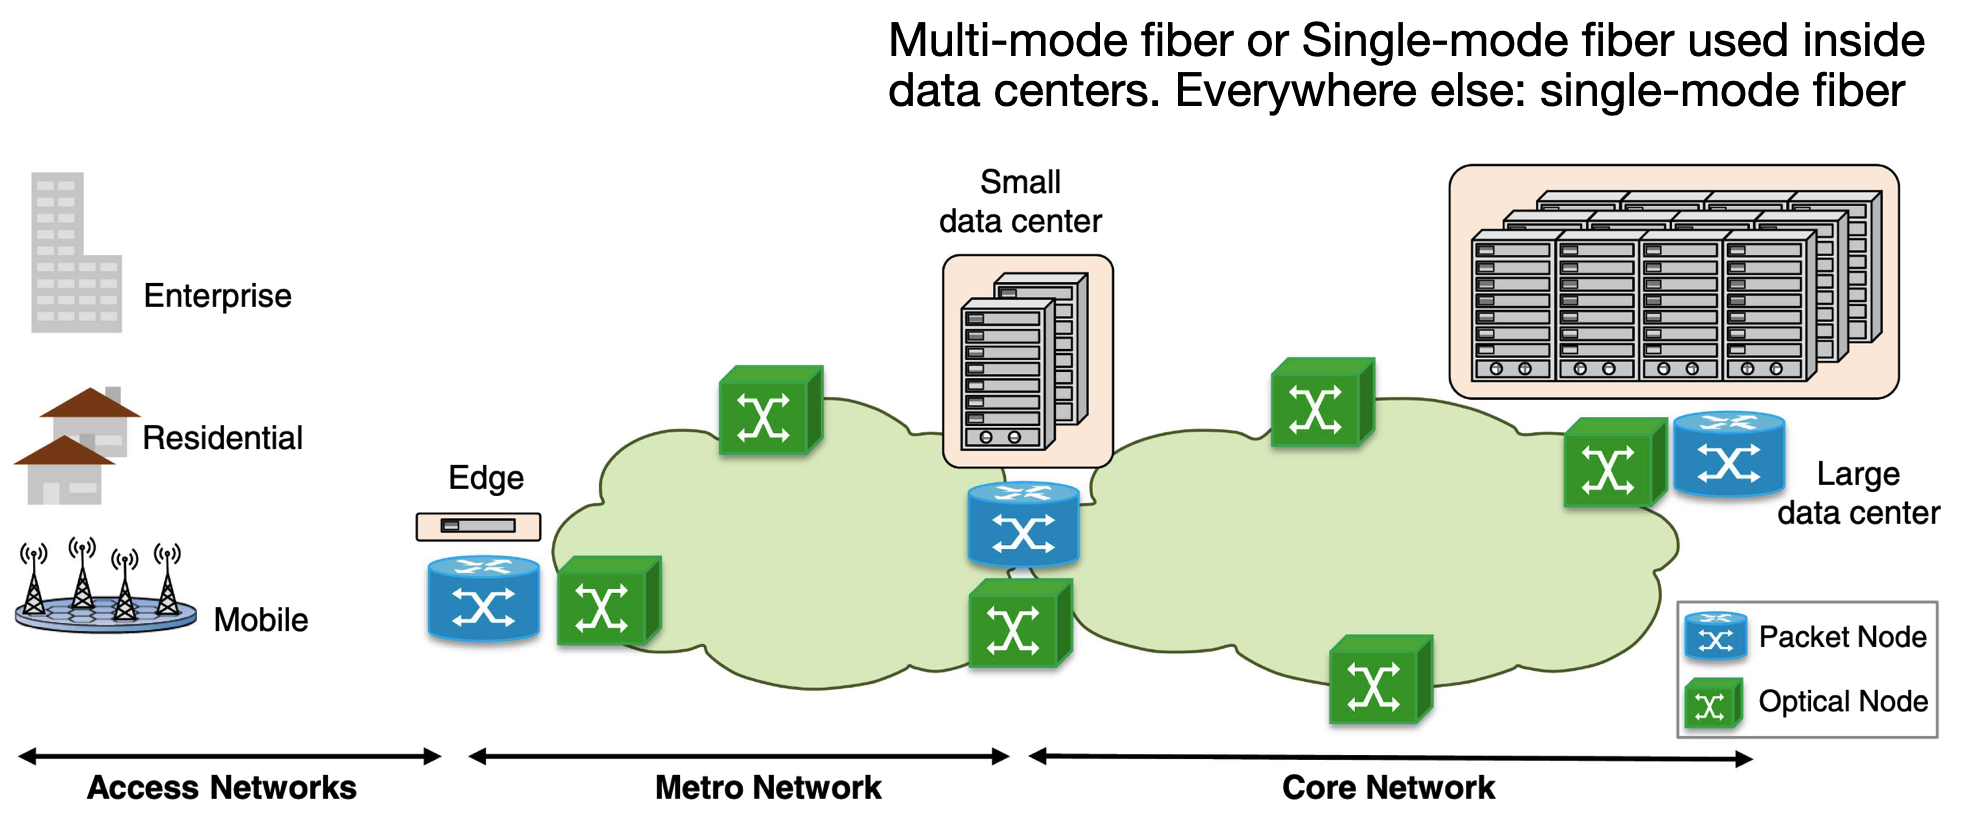 Multi-mode fiber or Single-mode fiber used inside
data centers. Everywhere else: single-mode fiber
Small
data center
Enterprise
Residential
Edge
Large
data center
Mobile
Packet Node
Optical Node
Access Networks
Metro Network
Core Network